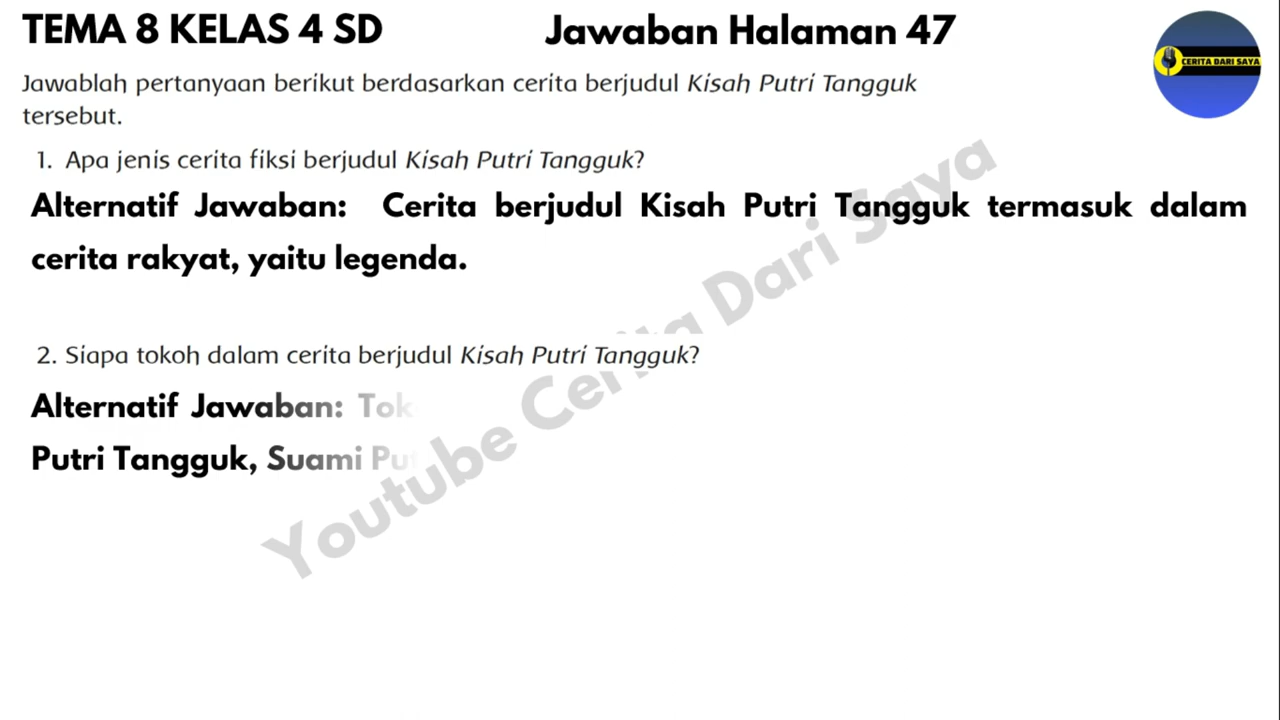 TEMA 8 KELAS 4 SD Jawaban Halaman 47
CERITA DARI SAYA
Jawablah pertanyaan berikut berdasarkan cerita berjudul Kisah Putri Tangguk
tersebut.
1. Apa jenis cerita fiksi berjudul Kisah Putri Tangguk?
Alternatif Jawaban: Cerita berjudul Kisah Putri Tangguk termasuk dalam
cerita rakyat, yaitu legenda.
2. Siapa tokoh dalam cerita berjudul Kisah Putri Tangguk?
Alternatif Jawaban:
Putri Tangguk, Suami
Youtube Cerita Dari Saya